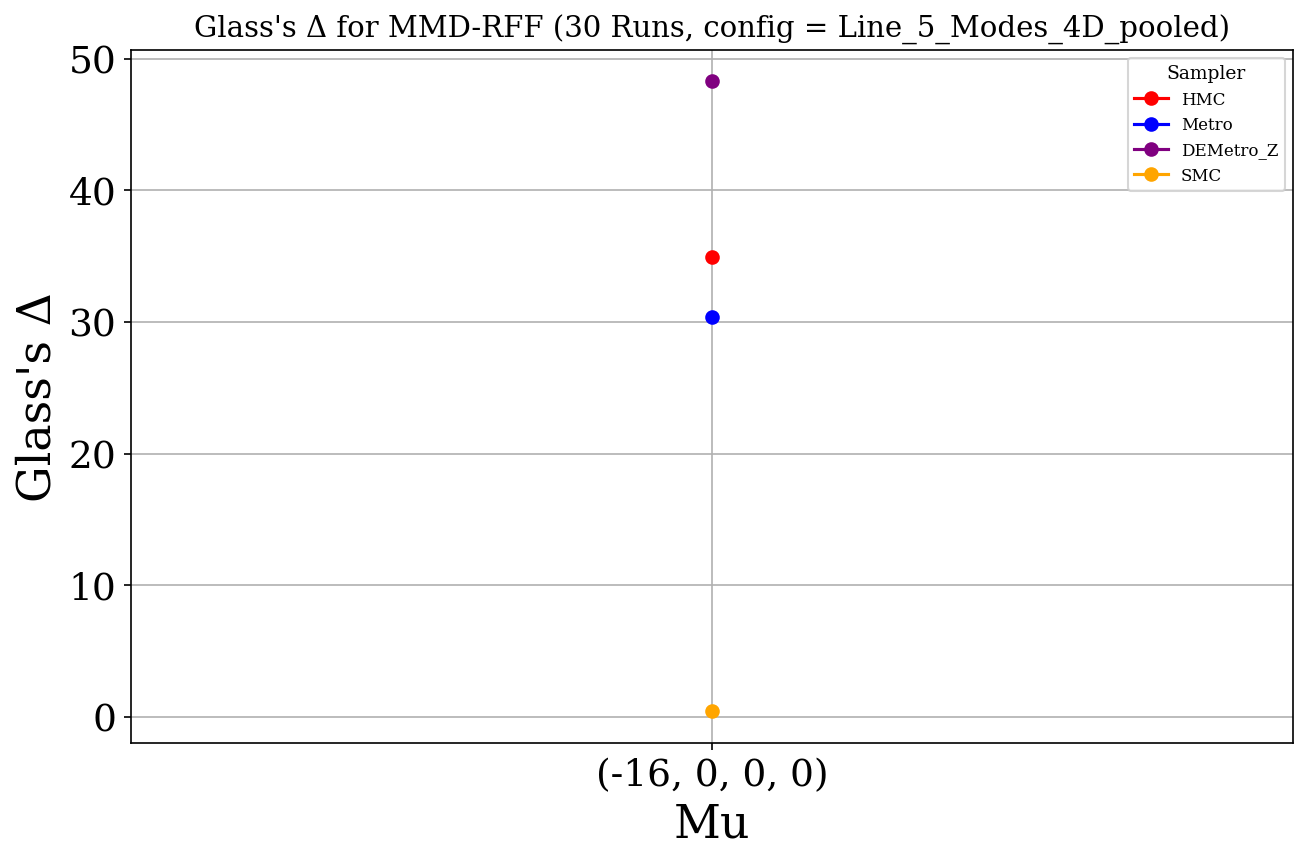 Glass's Δ for MMD-RFF (30 Runs, config = Line_5_Modes_4D_pooled)
Glass's Δ
50
40
30
20
10
0
Sampler
HMC
Metro
DEMetro_Z
SMC
(-16, 0, 0, 0)
Mu